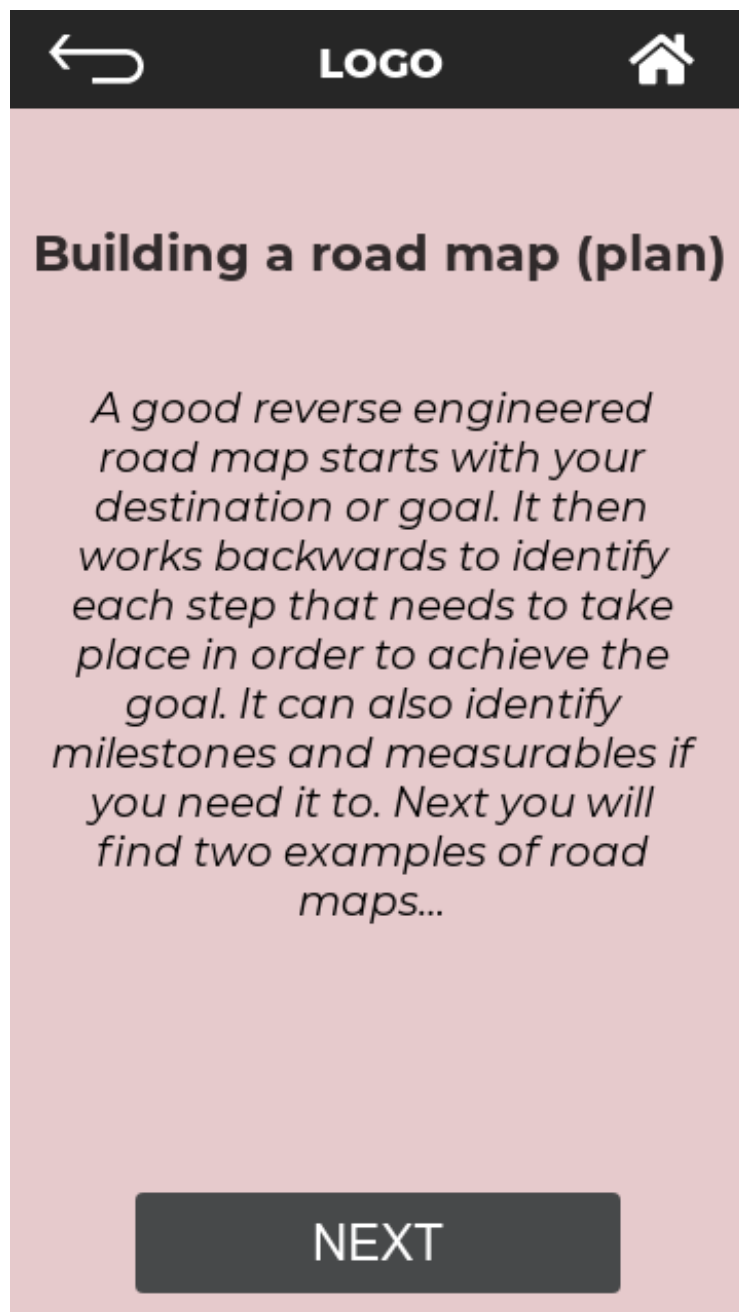 LOGO
Building a road map (plan)
A good reverse engineered
road map starts with your
destination or goal. It then
works backwards to identify
each step that needs to take
place in order to achieve the
goal. It can also identify
milestones and measurables if
you need it to. Next you will
find two examples of road
maps...
NEXT